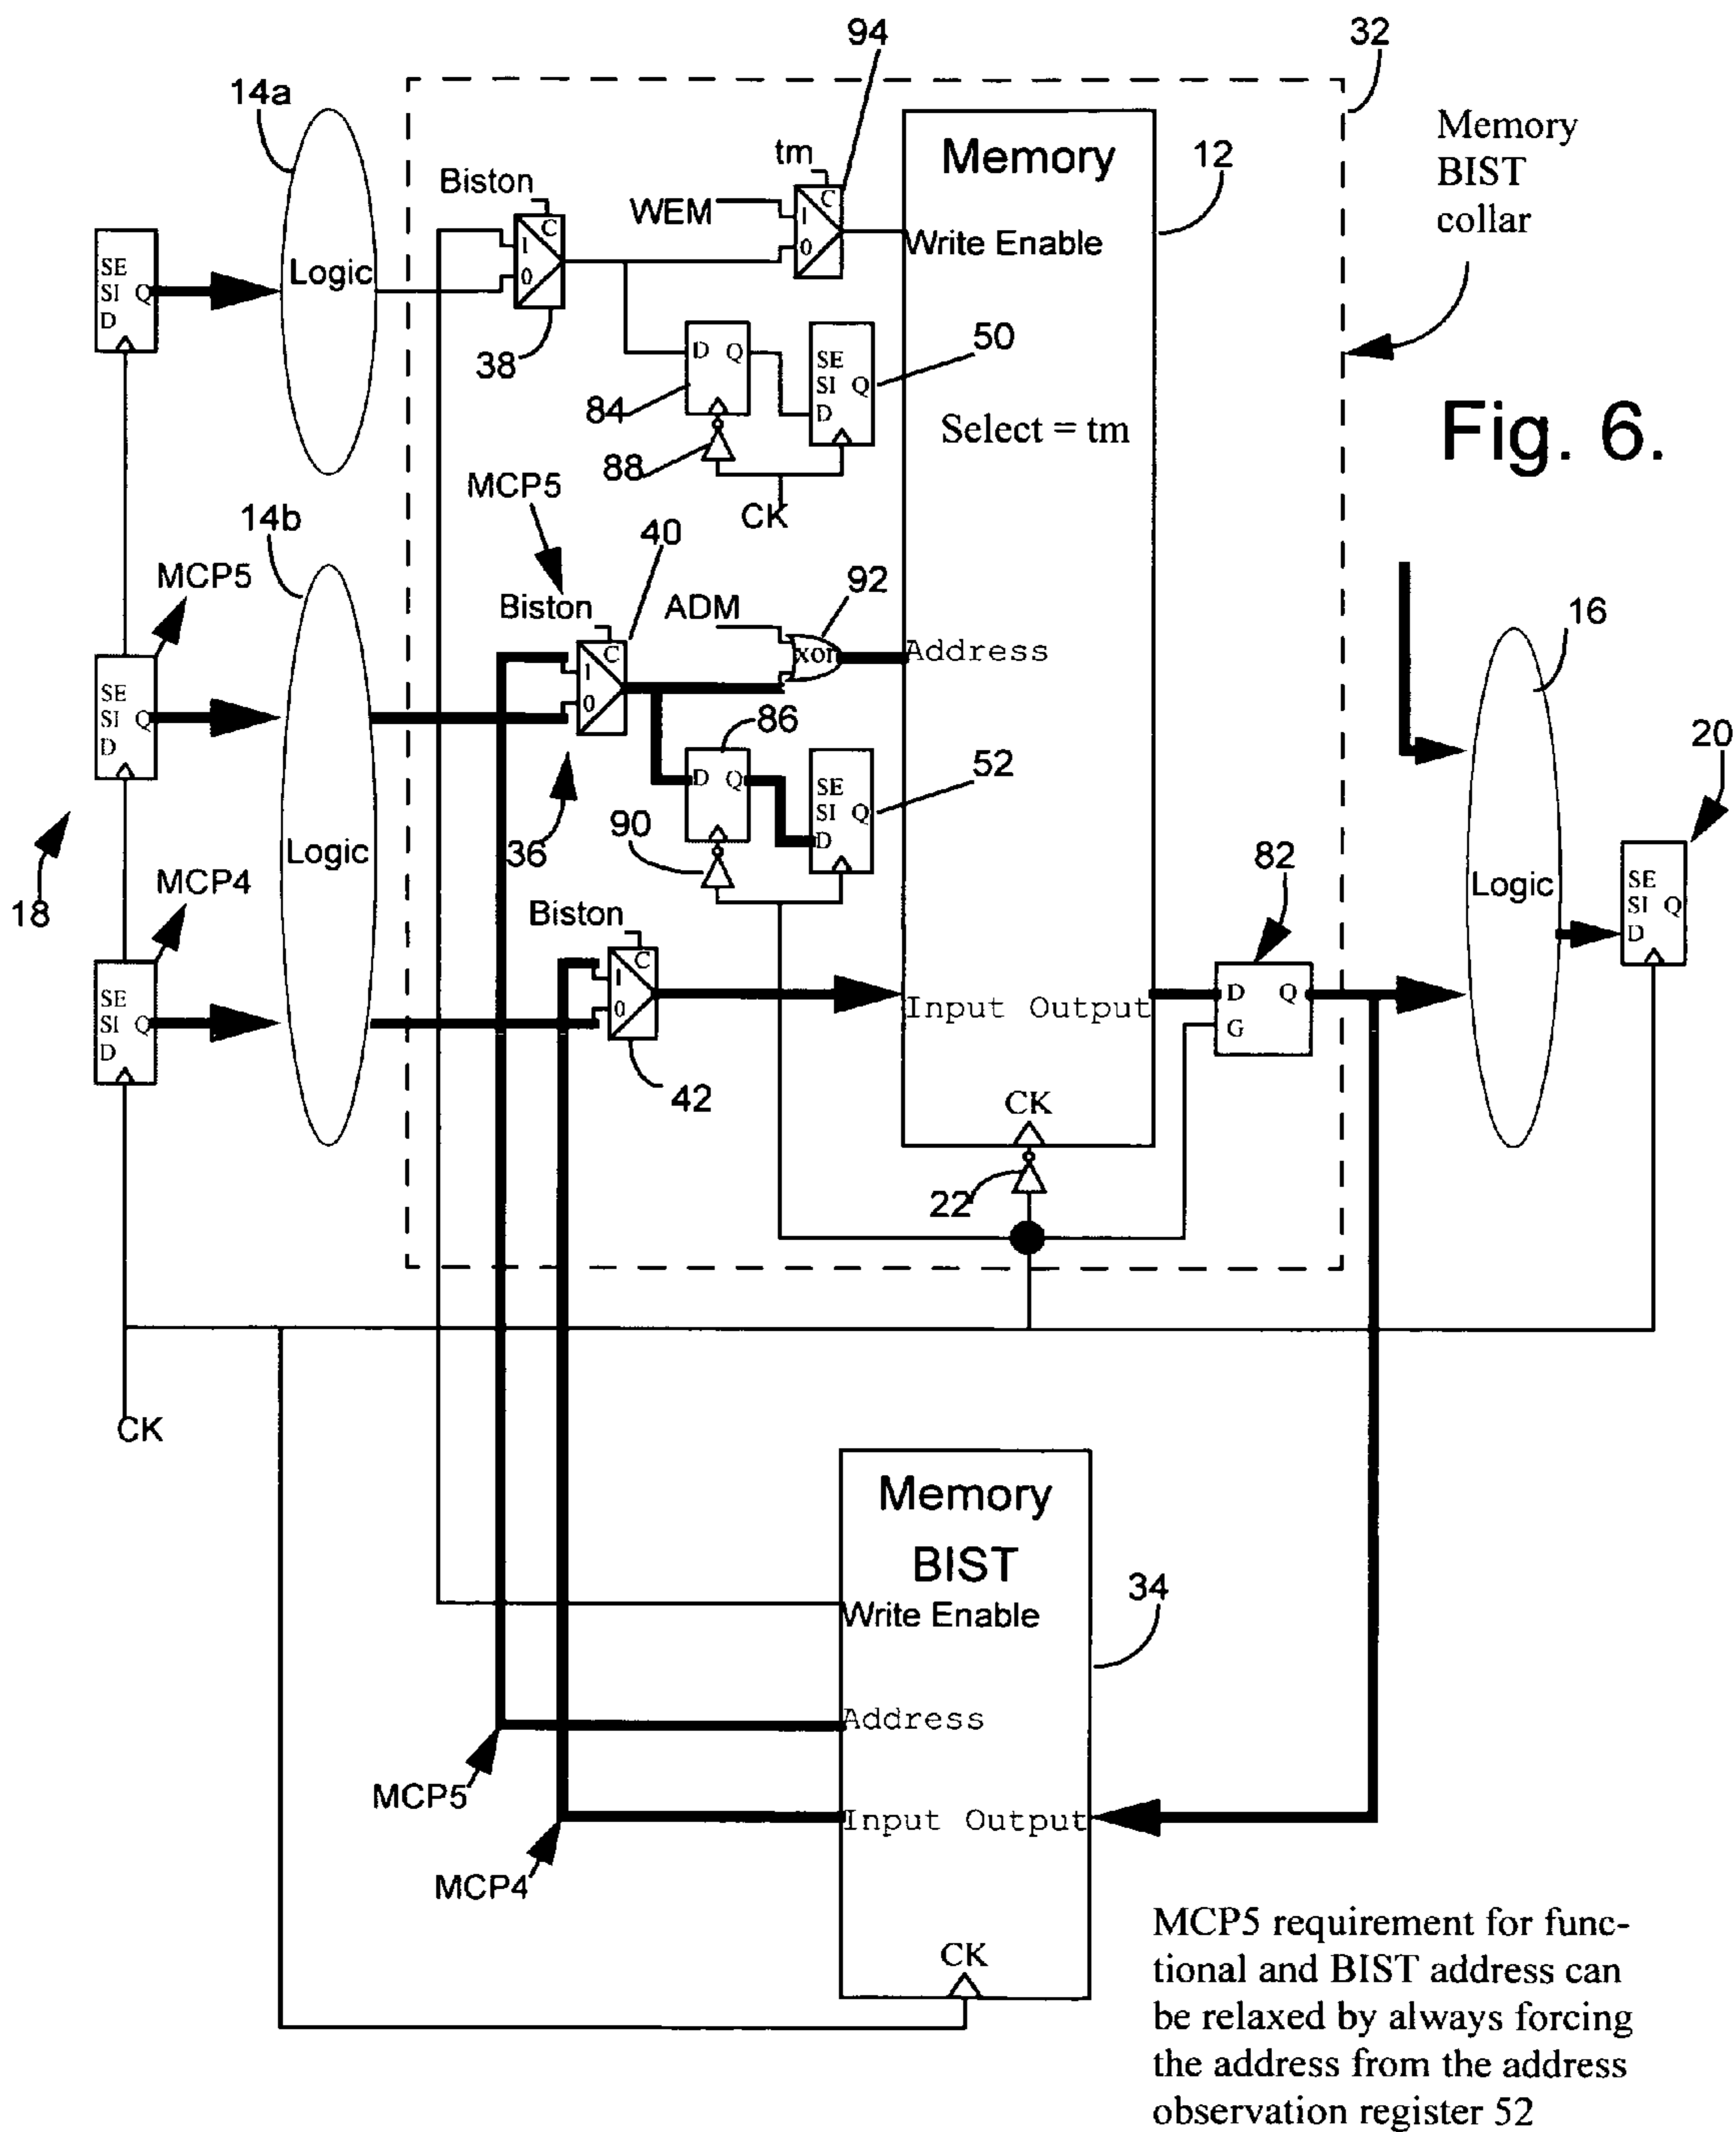 94
32
14a
Memory
BIST
collar
tm
Memory
12
Biston
C
WEM
1
0
C
Write Enable
1
0
SE
SI Q
D
Logic
38
D Q
SE
SI Q
D
50
84
Select = tm
Fig. 6.
88
MCP5
CK
14b
40
MCP5
Biston
ADM
92
16
C
xor
Address
1
0
SE
SI Q
D
86
20
D Q
SE
SI Q
D
52
Logic
36
90
82
18
MCP4
Biston
Logic
SE
SI Q
D
C
1
0
SE
SI Q
D
Input Output
D Q
G
42
CK
22
CK
Memory
BIST
Write Enable
34
Address
MCP5
Input Output
MCP4
CK
MCP5 requirement for func-
tional and BIST address can
be relaxed by always forcing
the address from the address
observation register 52